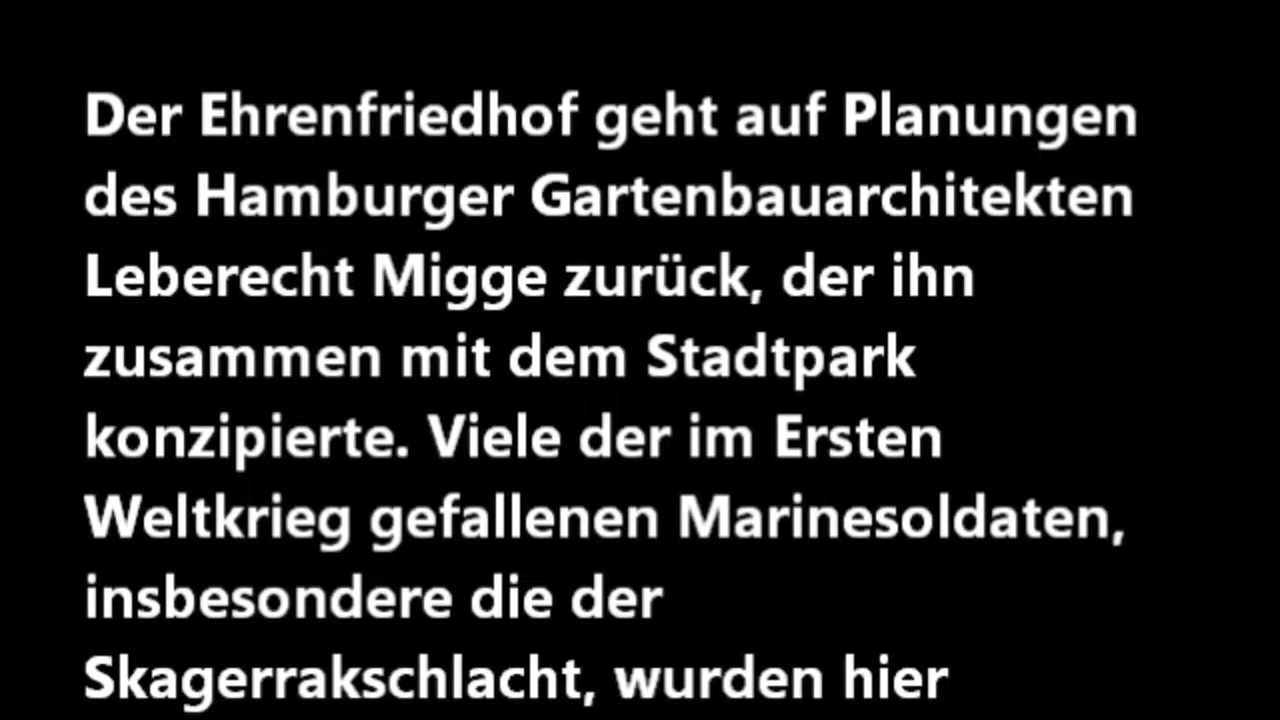 Der Ehrenfriedhof geht auf Planungen
des Hamburger Gartenbauarchitekten
Leberecht Migge zurück, der ihn
zusammen mit dem Stadtpark
konzipierte. Viele der im Ersten
Weltkrieg gefallenen Marinesoldaten,
insbesondere die der
Skagerrakschlacht, wurden hier